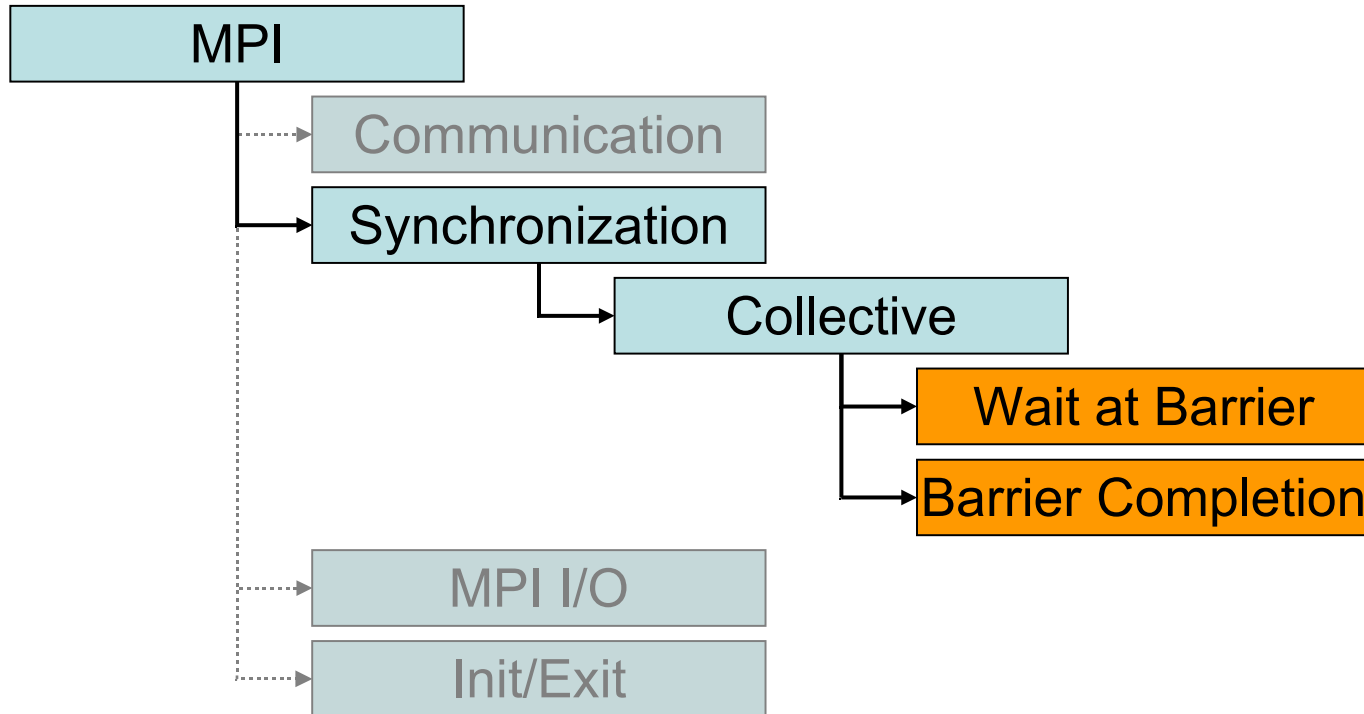 MPI
Communication
Synchronization
Collective
Wait at Barrier
Barrier Completion
MPI I/O
Init/Exit